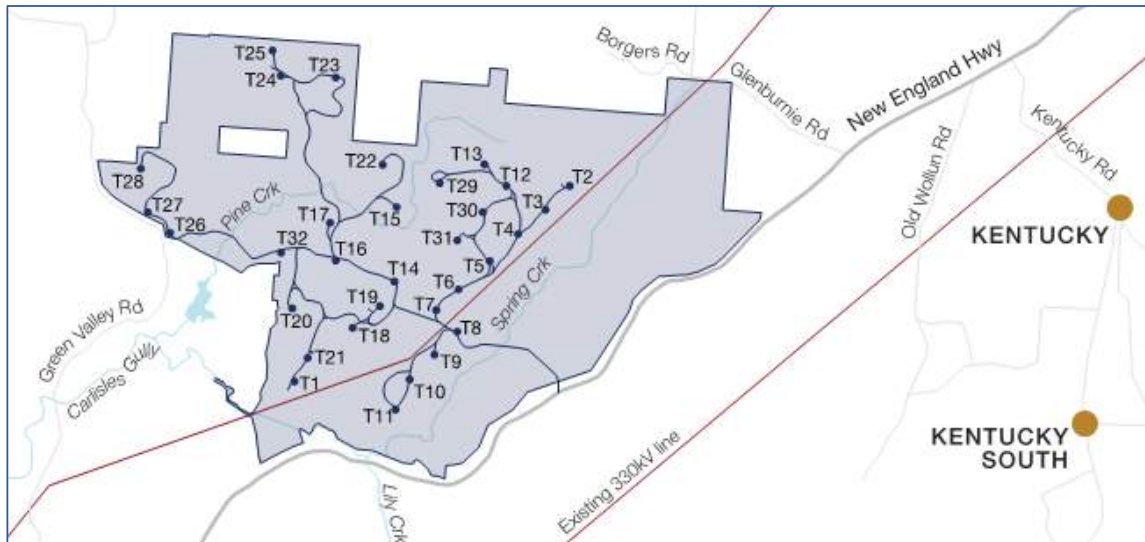 T25
T24
T23
Borgers Rd
Glenburnie Rd
New England Hwy
Kentucky Rd
Old Wollun Rd
T28
T22
T13
T12
T29
T2
T3
T27
T26
Pine Crk
T17
T15
T30
T31
T4
KENTUCKY
T32
T16
T14
T5
T6
T7
T8
Spring Crk
T19
T20
T18
T9
T21
T1
T10
T11
Green Valley Rd
Carlisles Gully
Lily Crk
Existing 330kV line
KENTUCKY
SOUTH